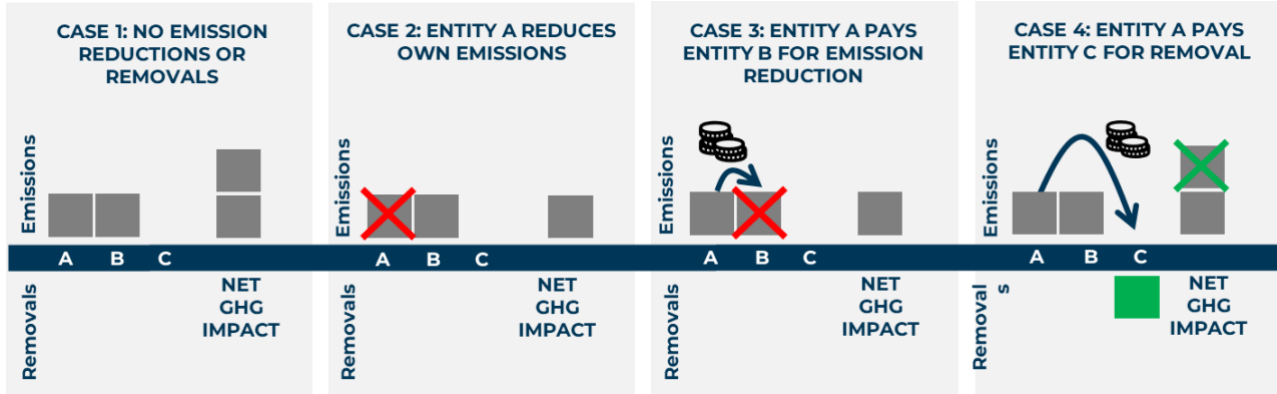 CASE 1: NO EMISSION
REDUCTIONS OR
REMOVALS
Emissions
A B C
Removals
NET
GHG
IMPACT
CASE 2: ENTITY A REDUCES
OWN EMISSIONS
Emissions
A B C
Removals
NET
GHG
IMPACT
CASE 3: ENTITY A PAYS
ENTITY B FOR EMISSION
REDUCTION
Emissions
A B C
Removals
NET
GHG
IMPACT
CASE 4: ENTITY A PAYS
ENTITY C FOR REMOVAL
Emissions
A B C
Removal
s
NET
GHG
IMPACT